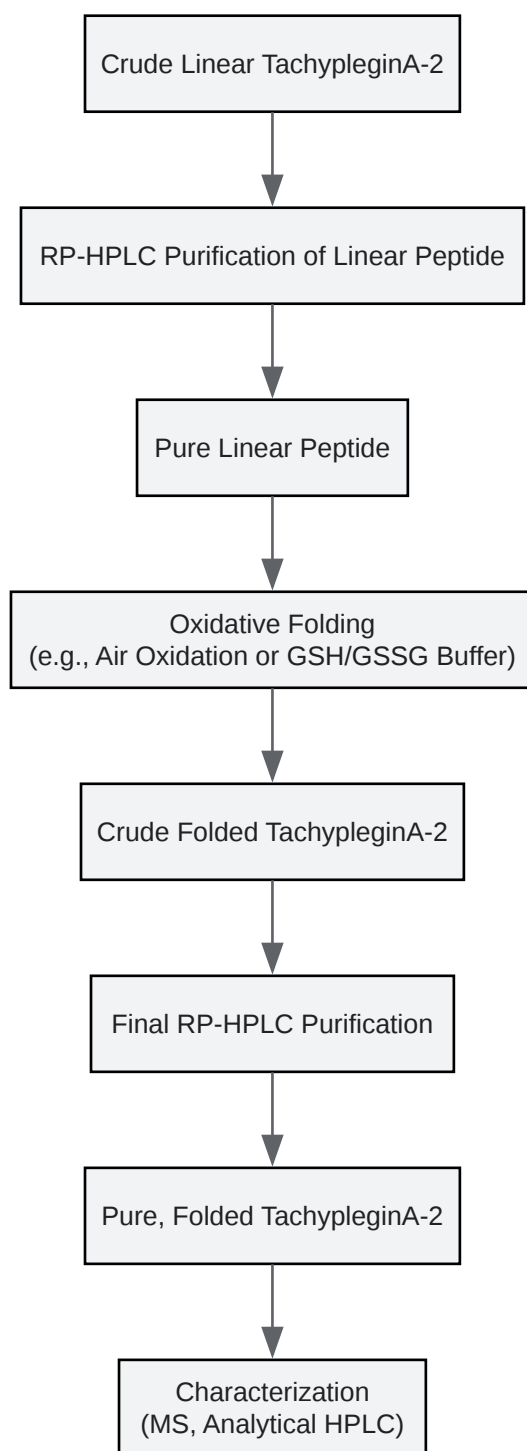 Crude Linear TachypleginA-2
RP-HPLC Purification of Linear Peptide
Pure Linear Peptide
Oxidative Folding
(e.g., Air Oxidation or GSH/GSSG Buffer)
Crude Folded TachypleginA-2
Final RP-HPLC Purification
Pure, Folded TachypleginA-2
Characterization
(MS, Analytical HPLC)